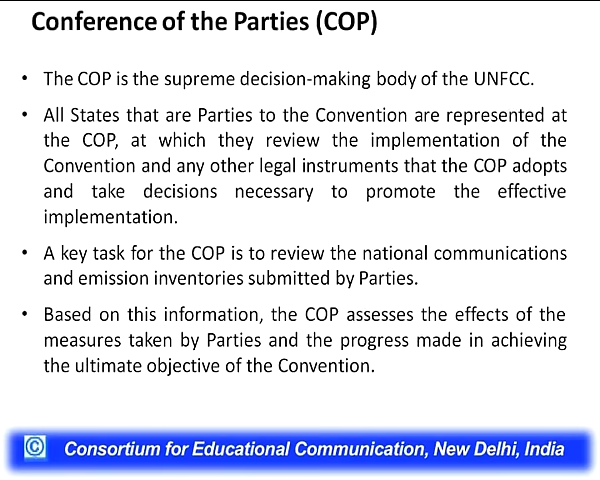 Conference of the Parties (COP)
• The COP is the supreme decision-making body of the UNFCC.
• All States that are Parties to the Convention are represented at
the COP, at which they review the implementation of the
Convention and any other legal instruments that the COP adopts
and take decisions necessary to promote the effective
implementation.
• A key task for the COP is to review the national communications
and emission inventories submitted by Parties.
• Based on this information, the COP assesses the effects of the
measures taken by Parties and the progress made in achieving
the ultimate objective of the Convention.
© Consortium for Educational Communication, New Delhi, India